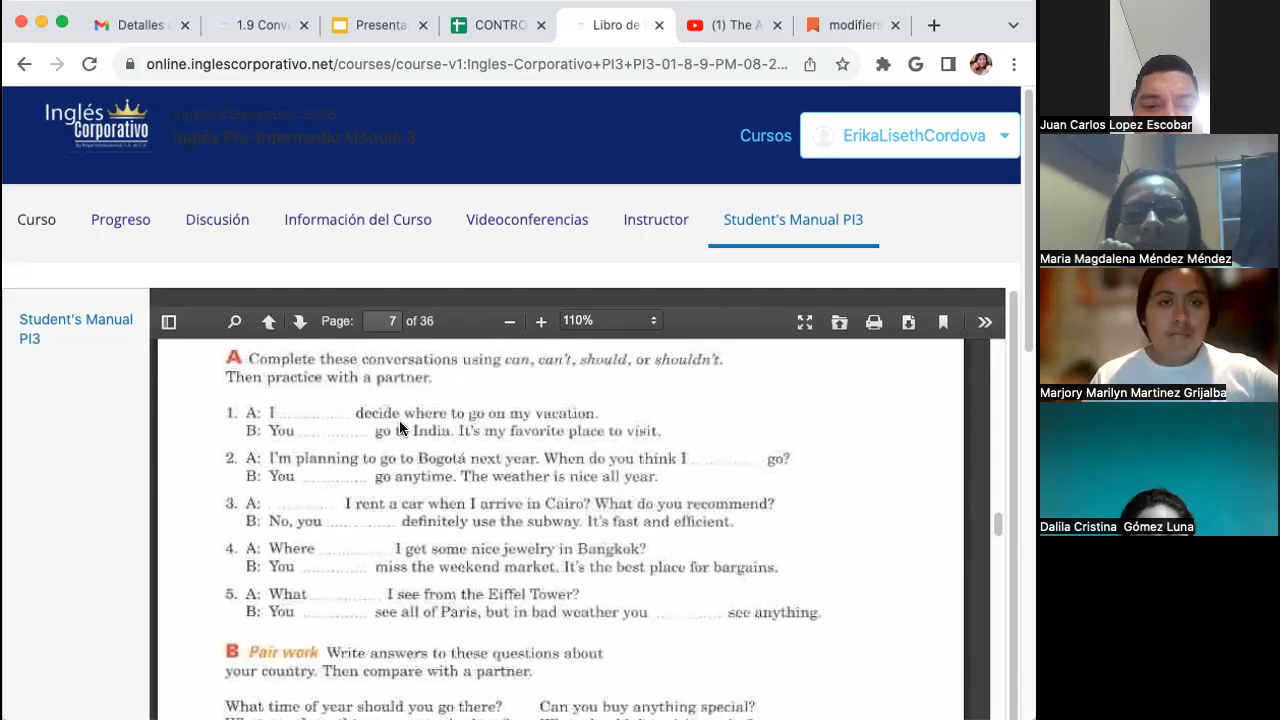 Detalles
1.9 Conv
Presenta
CONTRO
Libro de
(1) The A
modifiers
online.inglescorporativo.net/courses/course-v1:Ingles-Corporativo+PI3+PI3-01-8-9-PM-08-2...
Inglés
Corporativo
Inglés Corporativo: 2018
Inglés Pre-Intermedio Módulo 3
Cursos
ErikaLisethCordova
Curso
Progreso
Discusión
Información del Curso
Videoconferencias
Instructor
Student's Manual PI3
Student's Manual
PI3
Page: 7 of 36
110%
A Complete these conversations using can, can't, should, or shouldn't.
Then practice with a partner.
1. A: I ............ decide where to go on my vacation.
B: You ............ go to India. It's my favorite place to visit.
2. A: I'm planning to go to Bogotá next year. When do you think I ............ go?
B: You ............ go anytime. The weather is nice all year.
3. A: ............ I rent a car when I arrive in Cairo? What do you recommend?
B: No, you ............ definitely use the subway. It's fast and efficient.
4. A: Where ............ I get some nice jewelry in Bangkok?
B: You ............ miss the weekend market. It's the best place for bargains.
5. A: What ............ I see from the Eiffel Tower?
B: You ............ see all of Paris, but in bad weather you ............ see anything.
B Pair work Write answers to these questions about
your country. Then compare with a partner.
What time of year should you go there?
Can you buy anything special?
Juan Carlos Lopez Escobar
Maria Magdalena Méndez Méndez
Marjory Marilyn Martinez Grijalba
Dalila Cristina Gómez Luna